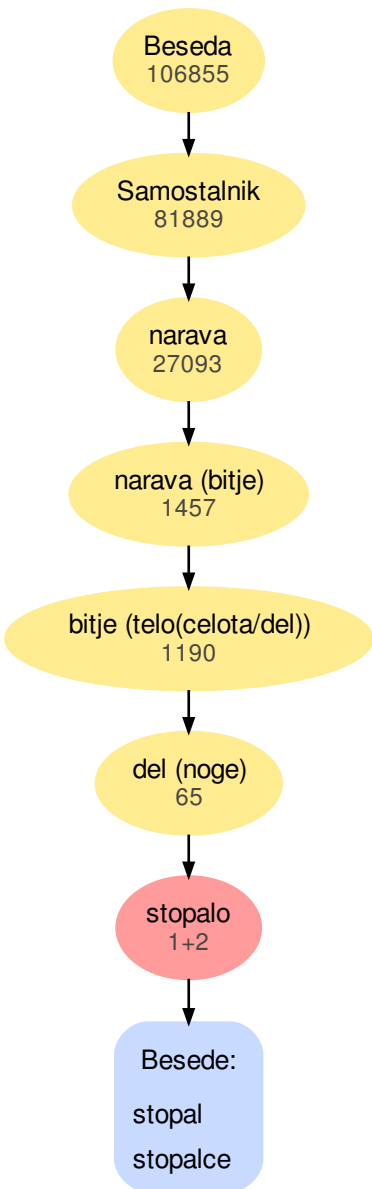 Beseda
106855
Samostalnik
81889
narava
27093
narava (bitje)
1457
bitje (telo(celota/del))
1190
del (noge)
65
stopalo
1+2
Besede:
stopal
stopalce